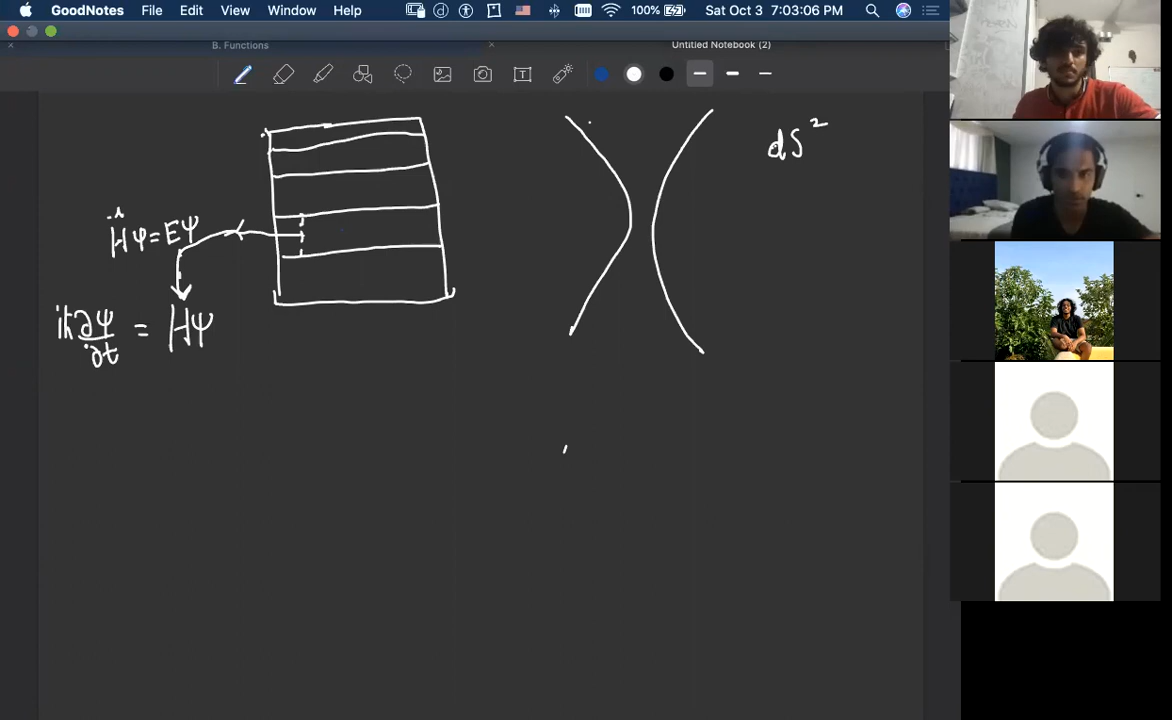 GoodNotes File Edit View Window Help 100% Sat Oct 3 7:03:06 PM
B. Functions Untitled Notebook (2)
dS²
Ĥψ = Eψ
iħ ∂ψ/∂t = Hψ